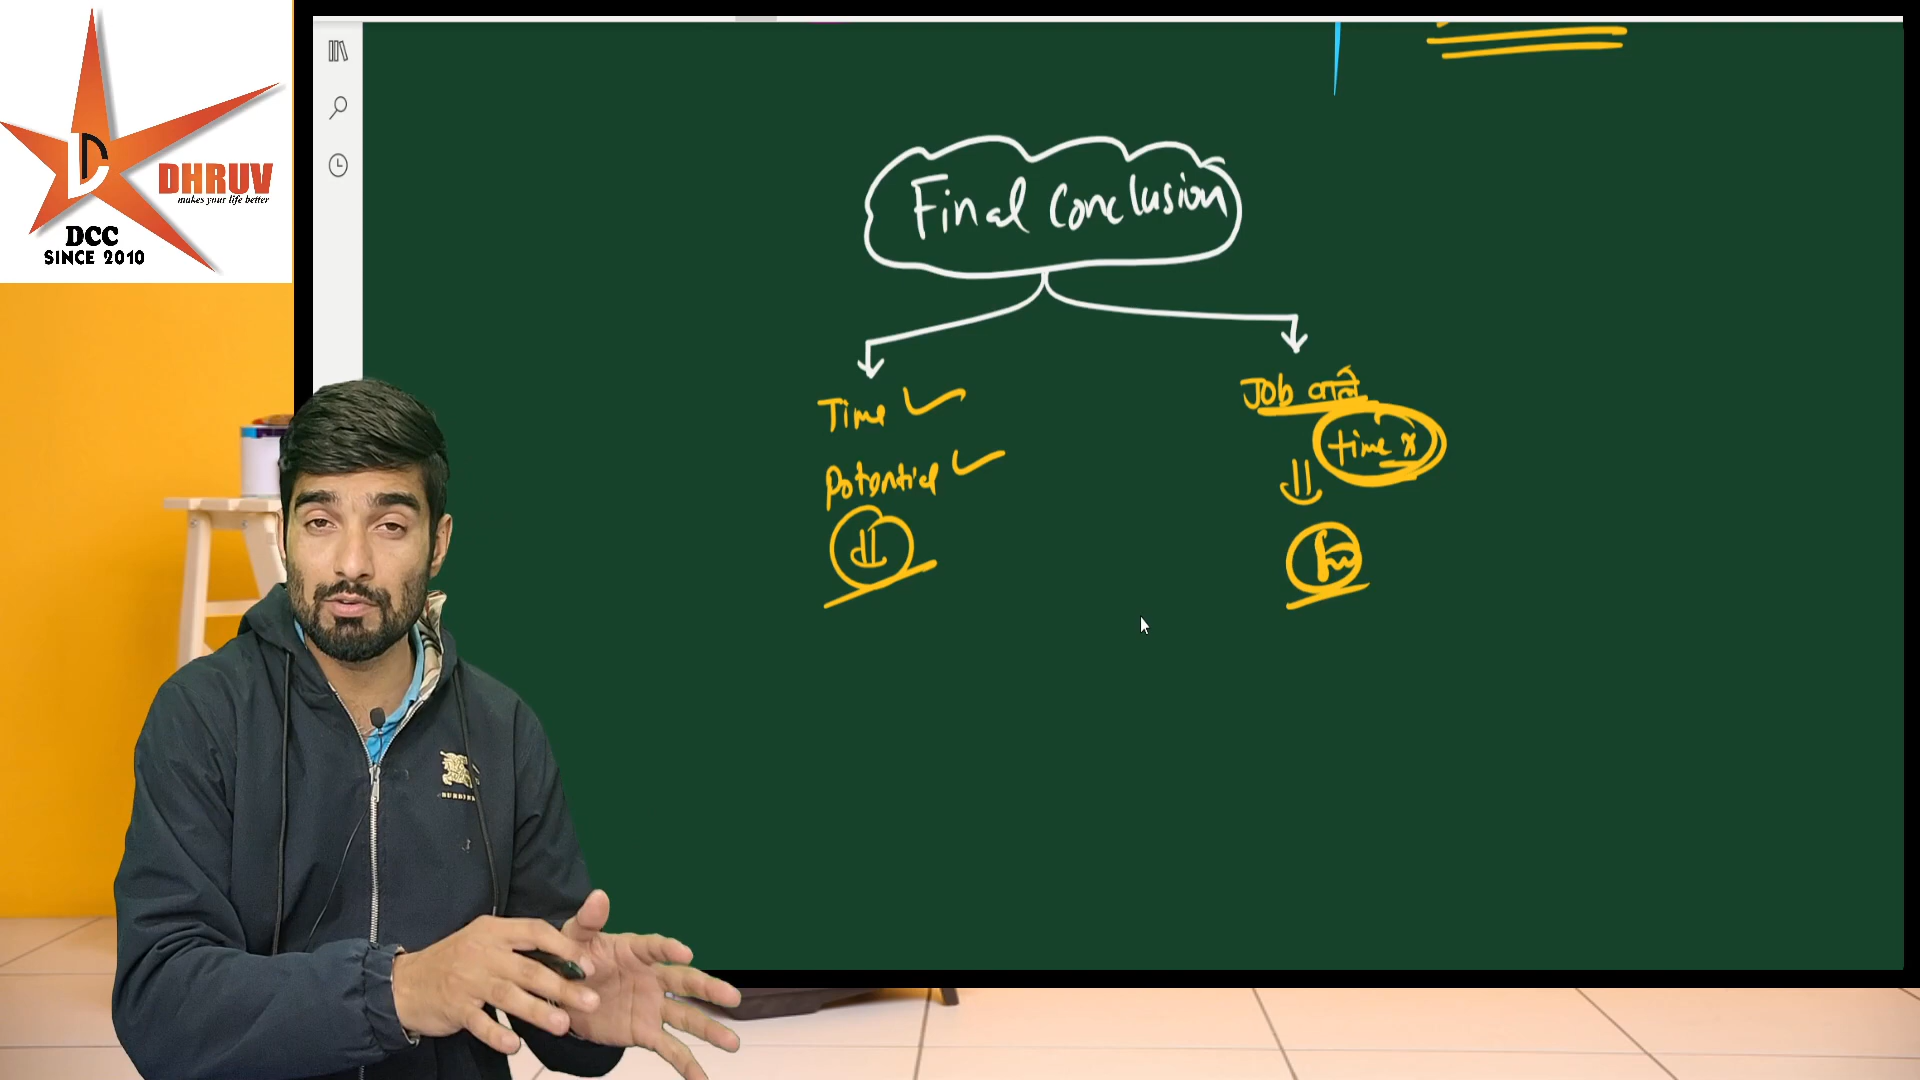 DHRUV
makes your life better
DCC
SINCE 2010
Final Conclusion
Time
Potential
Job वाले
time x